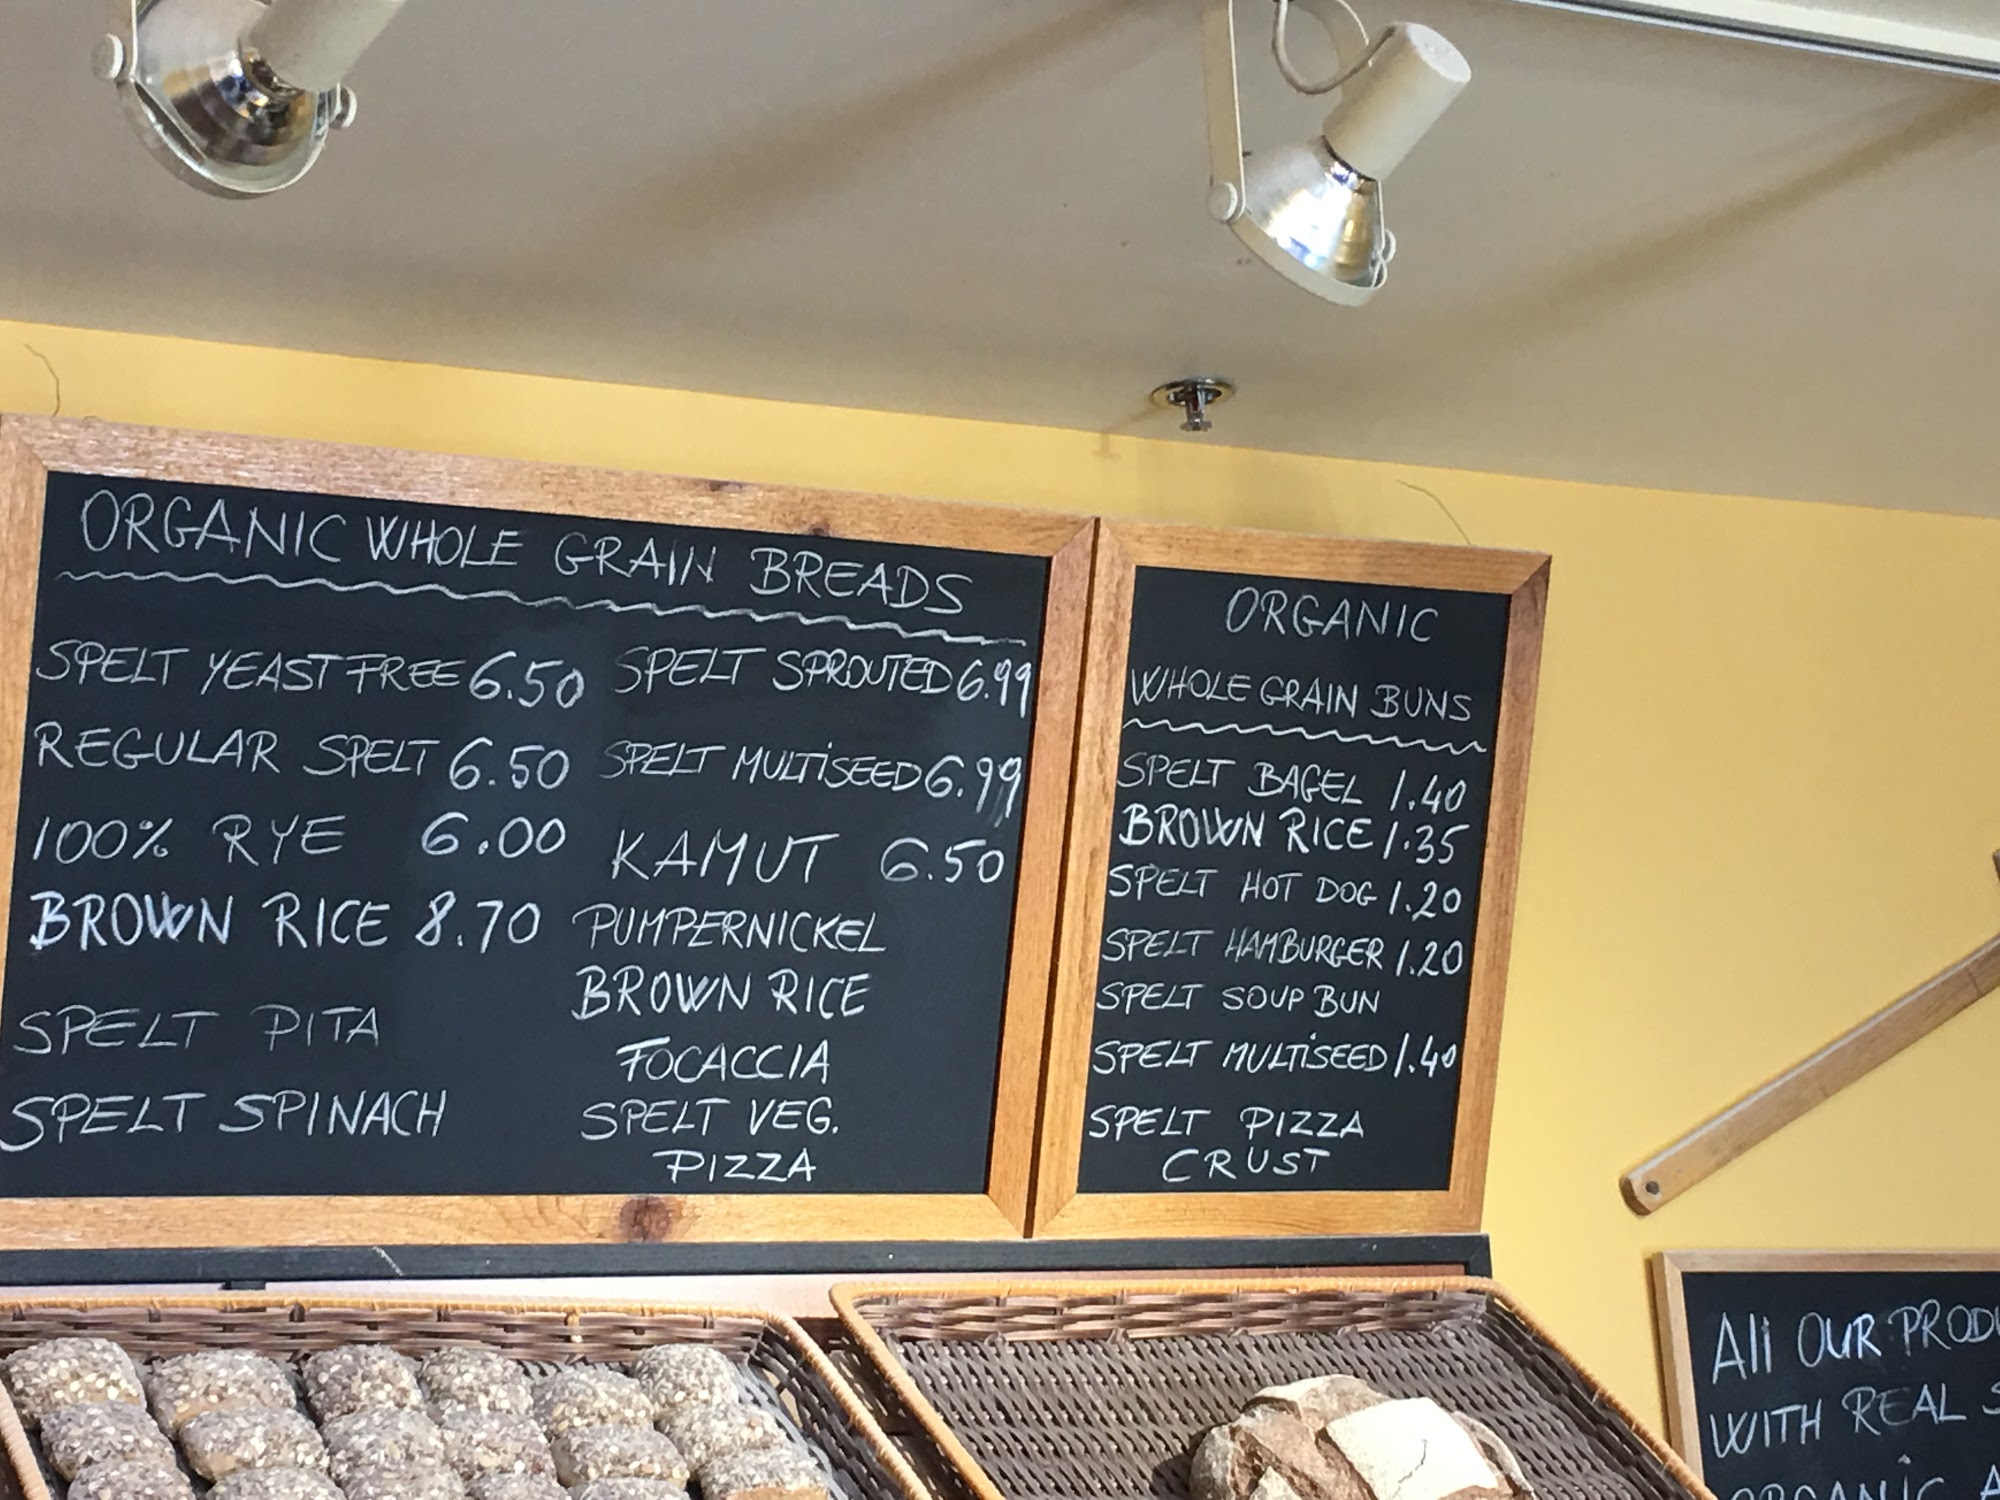 ORGANIC WHOLE GRAIN BREADS
SPELT YEAST FREE 6.50
REGULAR SPELT 6.50
100% RYE 6.00
BROWN RICE 8.70
SPELT PITA
SPELT SPINACH
SPELT SPROUTED 6.99
SPELT MULTISEED 6.99
KAMUT 6.50
PUMPERNICKEL
BROWN RICE
FOCACCIA
SPELT VEG.
PIZZA
ORGANIC
WHOLE GRAIN BUNS
SPELT BAGEL 1.40
BROWN RICE 1.35
SPELT HOT DOG 1.20
SPELT HAMBURGER 1.20
SPELT SOUP BUN
SPELT MULTISEED 1.40
SPELT PIZZA
CRUST
All OUR
WITH REAL
ORGANIC